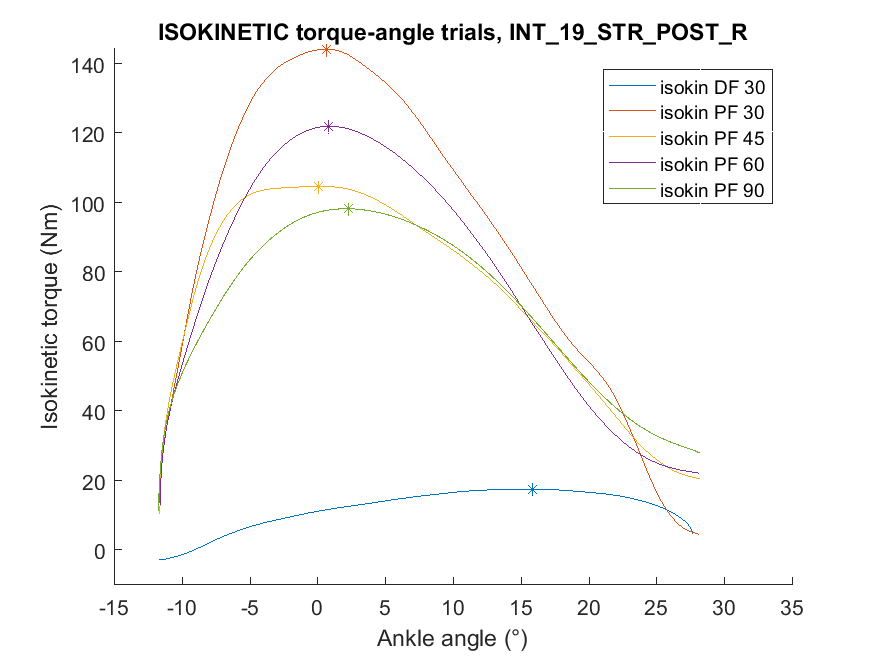 ISOKINETIC torque-angle trials, INT_19_STR_POST_R
isokin DF 30
isokin PF 30
isokin PF 45
isokin PF 60
isokin PF 90
Isokinetic torque (Nm)
140
120
100
80
60
40
20
0
-15 -10 -5 0 5 10 15 20 25 30 35
Ankle angle (°)